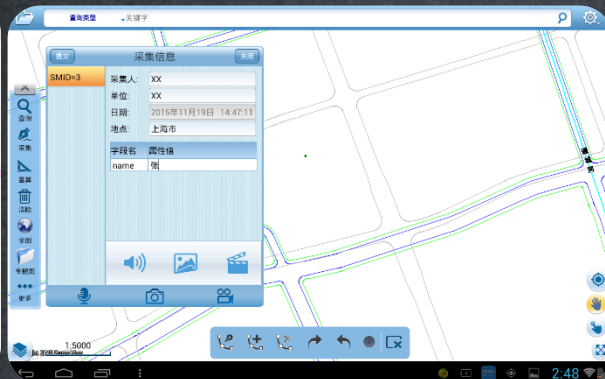 查询类型
关键字
提交
采集信息
关闭
SMID=3
采集人:
XX
单位:
XX
日期:
2015年11月19日 14:47:11
地点:
上海市
字段名
属性值
name
张
查询
采集
量算
清除
全图
专题图
更多
1:5000
2:48